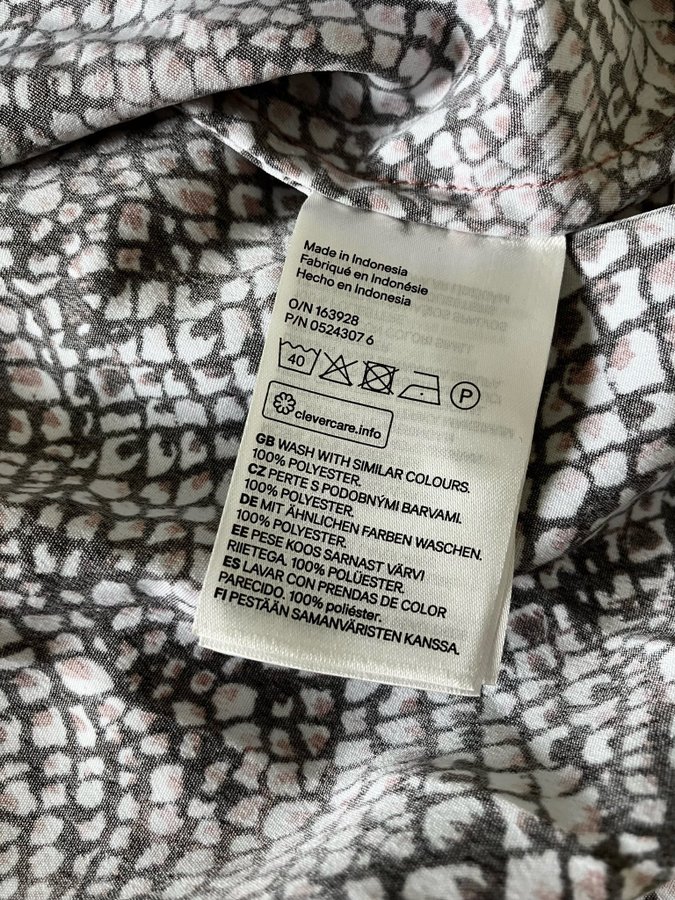 Made in Indonesia
Fabriqué en Indonésie
Hecho en Indonesia
O/N 163928
P/N 0524307 6
40
P
clevercare.info
GB WASH WITH SIMILAR COLOURS.
100% POLYESTER.
CZ PERTE S PODOBNÝMI BARVAMI.
100% POLYESTER.
DE MIT ÄHNLICHEN FARBEN WASCHEN.
100% POLYESTER.
EE PESE KOOS SARNAST VÄRVI
RIIETEGA. 100% POLÜESTER.
ES LAVAR CON PRENDAS DE COLOR
PARECIDO. 100% poliéster.
FI PESTÄÄN SAMANVÄRISTEN KANSSA.